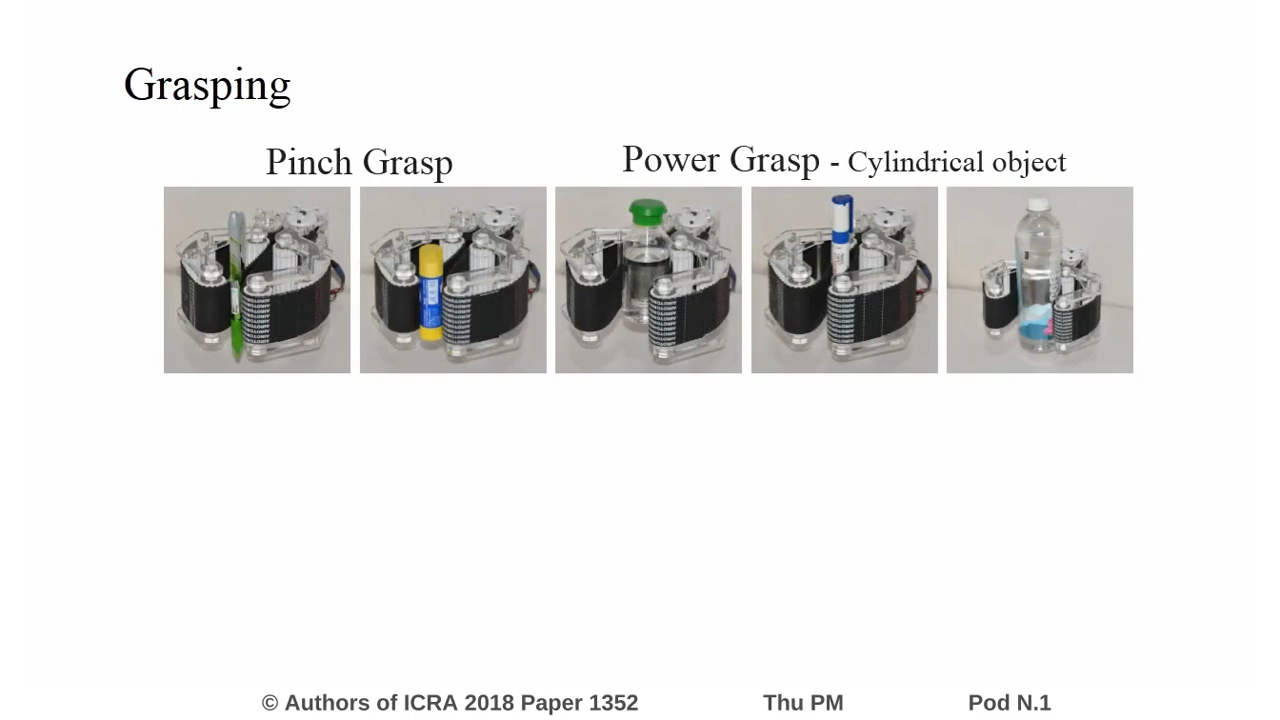 Grasping
Pinch Grasp
Power Grasp - Cylindrical object
© Authors of ICRA 2018 Paper 1352 Thu PM Pod N.1